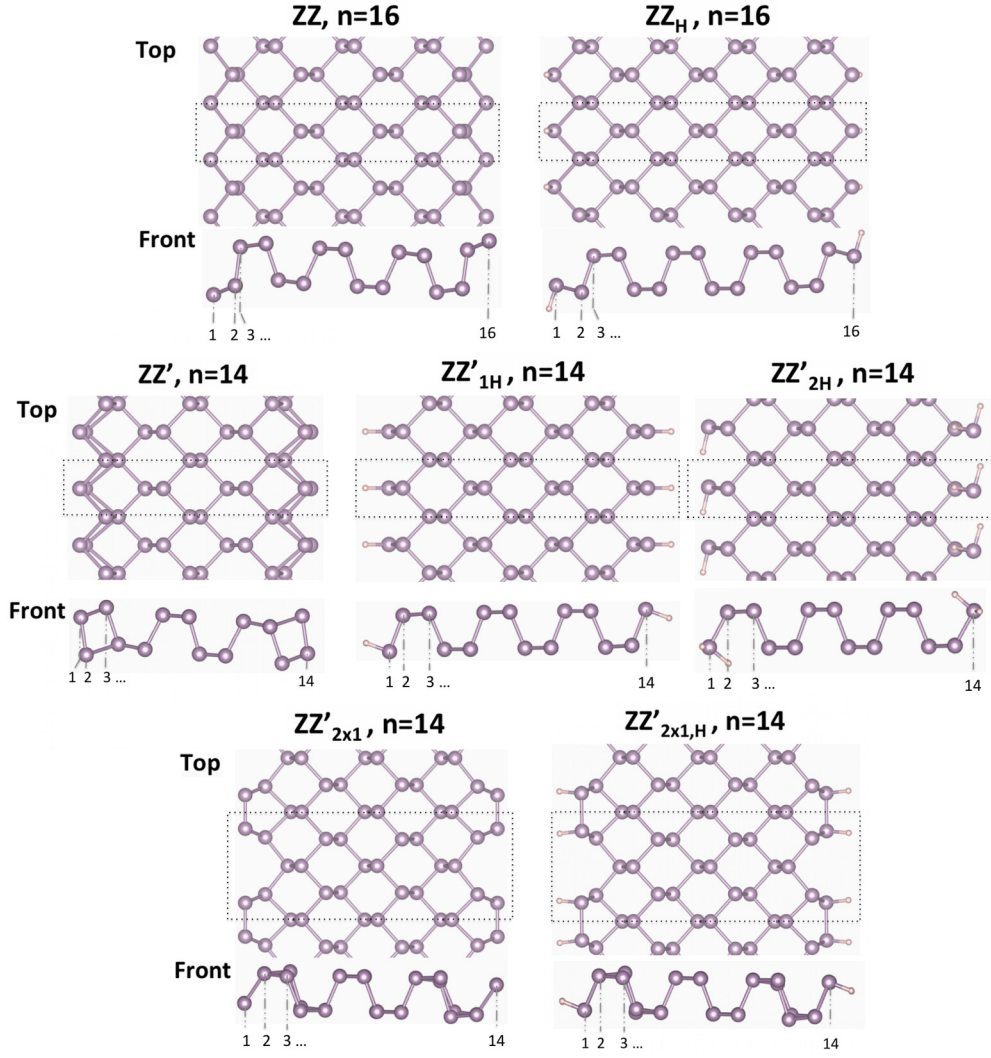 ZZ, n=16
ZZH, n=16
Top
Front
1 2 3 ... 16
1 2 3 ... 16
ZZ’, n=14
ZZ’1H, n=14
ZZ’2H, n=14
Top
Front
1 2 3 ... 14
1 2 3 ... 14
1 2 3 ... 14
ZZ’2x1, n=14
ZZ’2x1,H, n=14
Top
Front
1 2 3 ... 14
1 2 3 ... 14